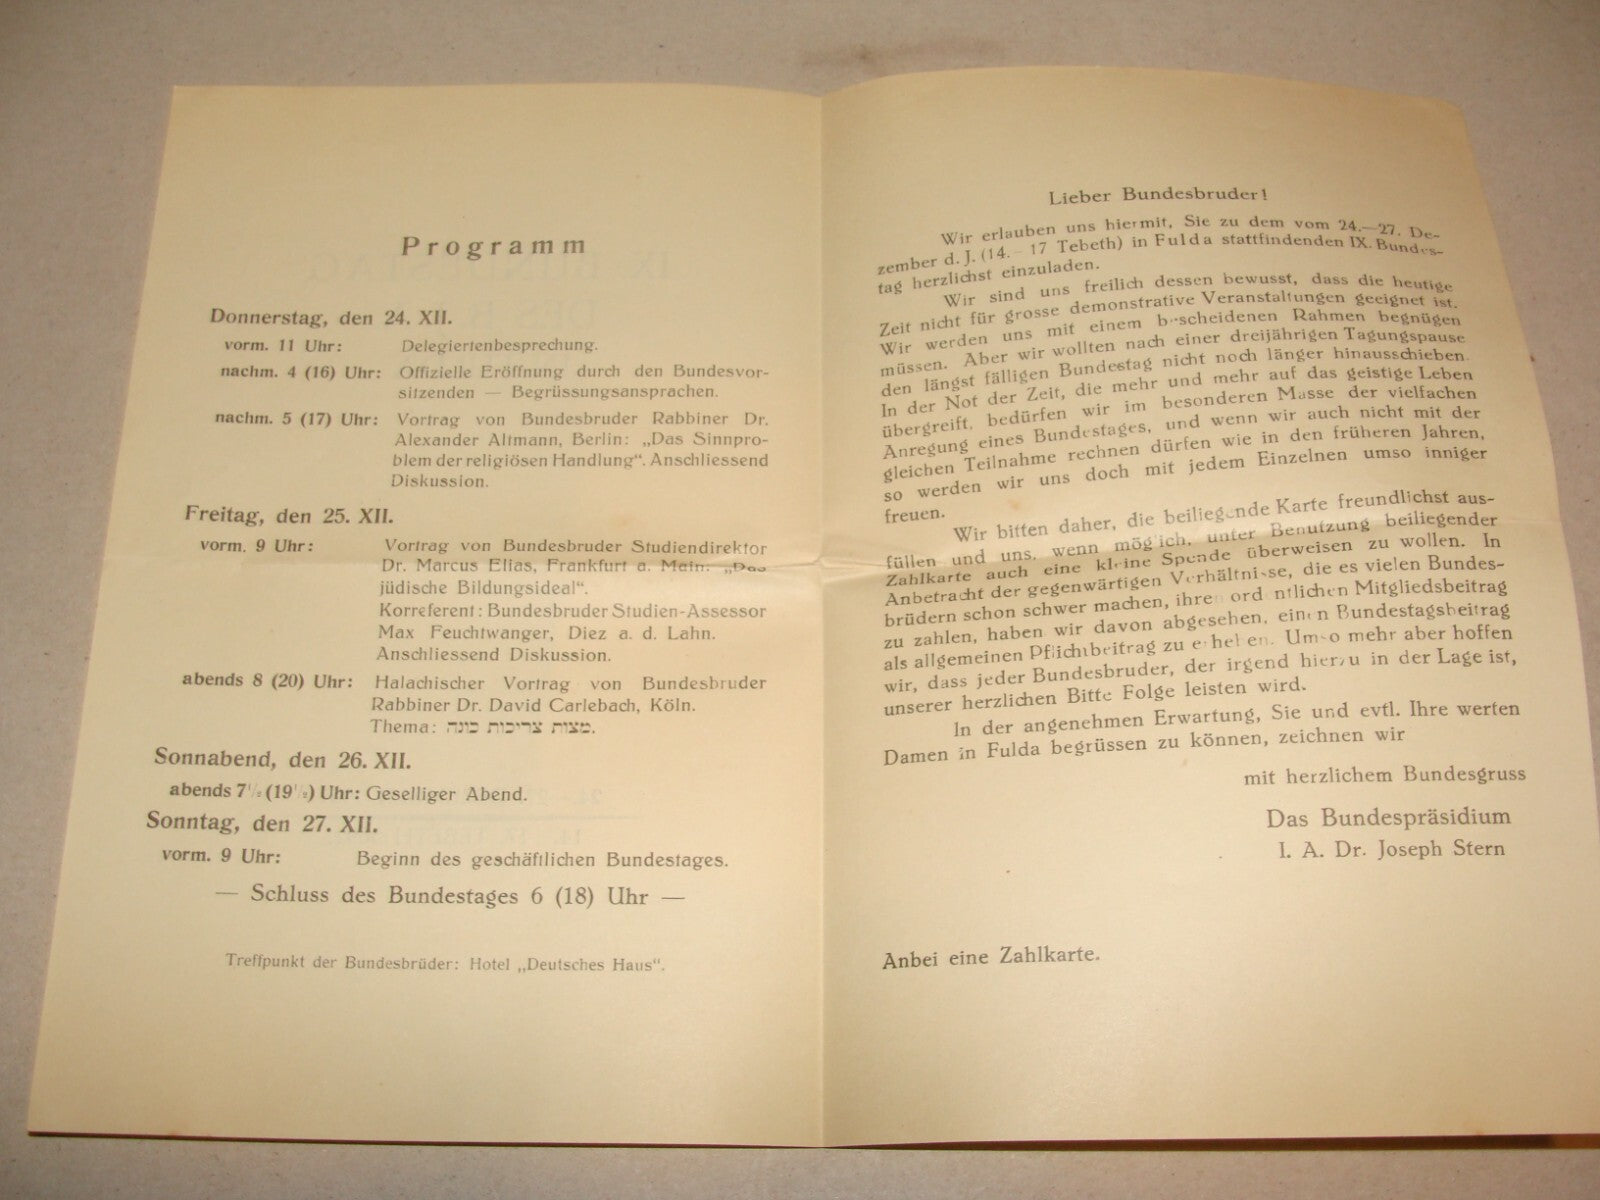 Programm
Donnerstag, den 24. XII.
vorm. 11 Uhr: Delegiertenbesprechung.
nachm. 4 (16) Uhr: Offizielle Eröffnung durch den Bundesvor-
sitzenden — Begrüssungsansprachen.
nachm. 5 (17) Uhr: Vortrag von Bundesbruder Rabbiner Dr.
Alexander Altmann, Berlin: „Das Sinnpro-
blem der religiösen Handlung“. Anschliessend
Diskussion.
Freitag, den 25. XII.
vorm. 9 Uhr: Vortrag von Bundesbruder Studiendirektor
Dr. Marcus Elias, Frankfurt a. Main: „Das
jüdische Bildungsideal“.
Korreferent: Bundesbruder Studien-Assessor
Max Feuchtwanger, Diez a. d. Lahn.
Anschliessend Diskussion.
abends 8 (20) Uhr: Halachischer Vortrag von Bundesbruder
Rabbiner Dr. David Carlebach, Köln.
Thema: מצות צריכות כונה.
Sonnabend, den 26. XII.
abends 7½ (19½) Uhr: Geselliger Abend.
Sonntag, den 27. XII.
vorm. 9 Uhr: Beginn des geschäftlichen Bundestages.
— Schluss des Bundestages 6 (18) Uhr —
Treffpunkt der Bundesbrüder: Hotel „Deutsches Haus“.
Lieber Bundesbruder!
Wir erlauben uns hiermit, Sie zu dem vom 24.—27. De-
zember d. J. (14. - 17 Tebeth) in Fulda stattfindenden IX. Bundes-
tag herzlichst einzuladen.
Wir sind uns freilich dessen bewusst, dass die heutige
Zeit nicht für grosse demonstrative Veranstaltungen geeignet ist.
Wir werden uns mit einem bescheidenen Rahmen begnügen
müssen. Aber wir wollten nach einer dreijährigen Tagungspause
den längst fälligen Bundestag nicht noch länger hinausschieben.
In der Not der Zeit, die mehr und mehr auf das geistige Leben
übergreift, bedürfen wir im besonderen Masse der vielfachen
Anregung eines Bundestages, und wenn wir auch nicht mit der
gleichen Teilnahme rechnen dürfen wie in den früheren Jahren,
so werden wir uns doch mit jedem Einzelnen umso inniger
freuen.
Wir bitten daher, die beiliegende Karte freundlichst aus-
füllen und uns, wenn möglich, unter Benutzung beiliegender
Zahlkarte auch eine kleine Spende überweisen zu wollen. In
Anbetracht der gegenwärtigen Verhältnisse, die es vielen Bundes-
brüdern schon schwer machen, ihren ordentlichen Mitgliedsbeitrag
zu zahlen, haben wir davon abgesehen, einen Bundestagsbeitrag
als allgemeinen Pflichtbeitrag zu erheben. Umso mehr aber hoffen
wir, dass jeder Bundesbruder, der irgend hierzu in der Lage ist,
unserer herzlichen Bitte Folge leisten wird.
In der angenehmen Erwartung, Sie und evtl. Ihre werten
Damen in Fulda begrüssen zu können, zeichnen wir
mit herzlichem Bundesgruss
Das Bundespräsidium
I. A. Dr. Joseph Stern
Anbei eine Zahlkarte.